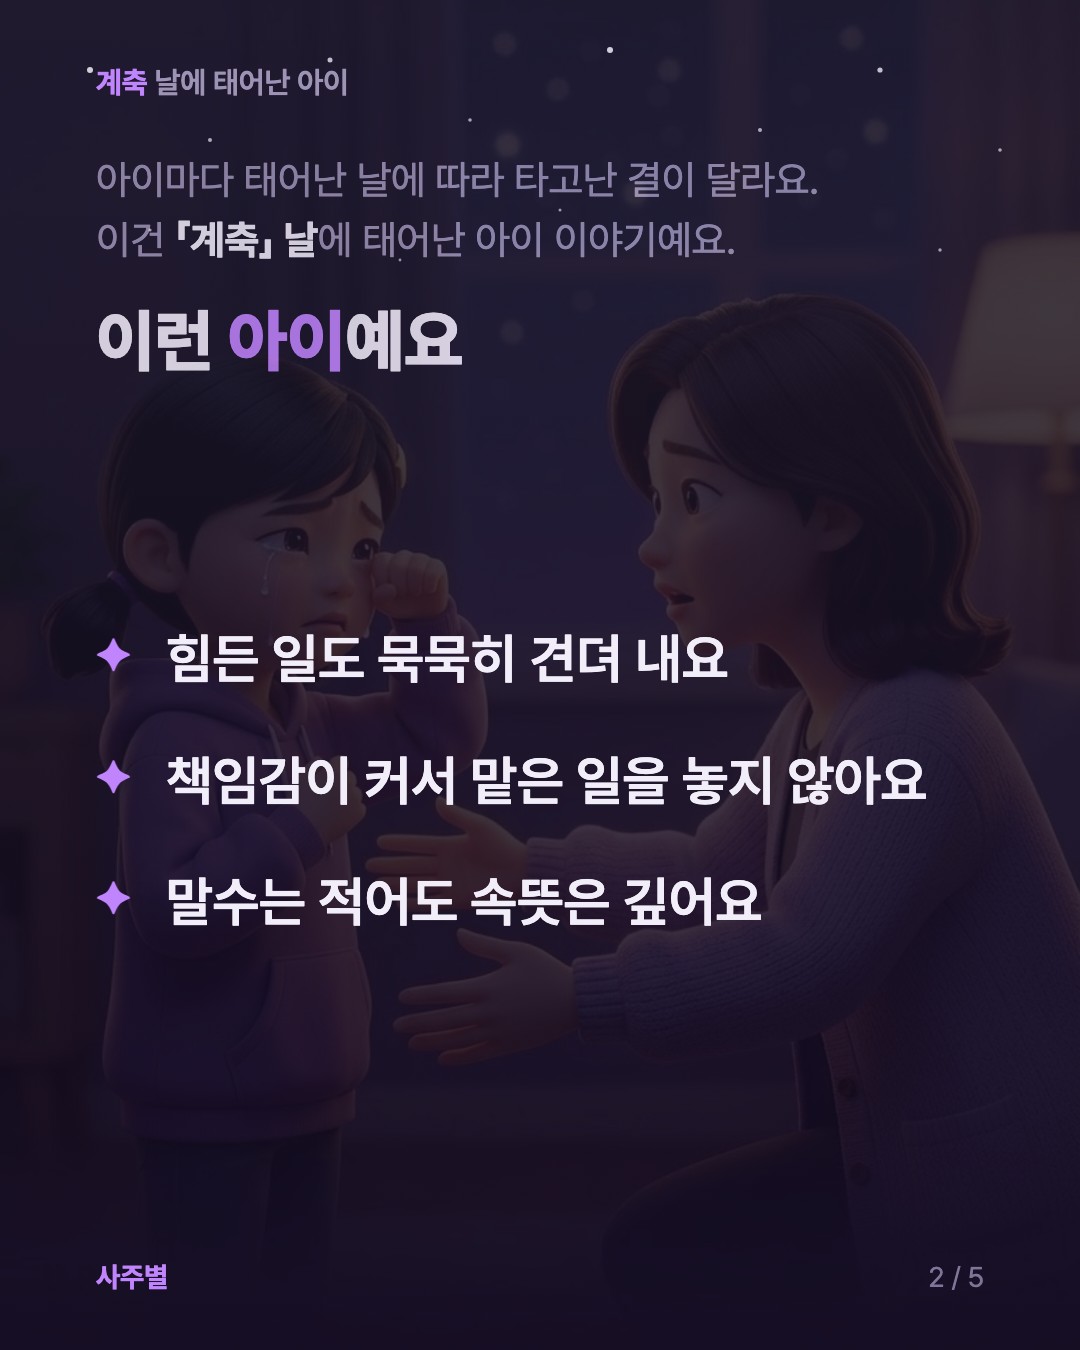 계축 날에 태어난 아이
아이마다 태어난 날에 따라 타고난 결이 달라요.
이건 「계축」 날에 태어난 아이 이야기예요.
이런 아이예요
힘든 일도 묵묵히 견뎌 내요
책임감이 커서 맡은 일을 놓지 않아요
말수는 적어도 속뜻은 깊어요
사주별
2 / 5